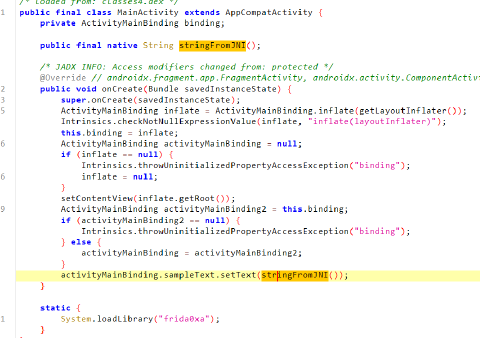 /* loaded from: classes4.dex */
1 public final class MainActivity extends AppCompatActivity {
private ActivityMainBinding binding;
public final native String stringFromJNI();
/* JADX INFO: Access modifiers changed from: protected */
@Override // androidx.fragment.app.FragmentActivity, androidx.activity.ComponentActivi
2 public void onCreate(Bundle savedInstanceState) {
3 super.onCreate(savedInstanceState);
5 ActivityMainBinding inflate = ActivityMainBinding.inflate(getLayoutInflater());
Intrinsics.checkNotNullExpressionValue(inflate, "inflate(layoutInflater)");
this.binding = inflate;
6 ActivityMainBinding activityMainBinding = null;
if (inflate == null) {
Intrinsics.throwUninitializedPropertyAccessException("binding");
6 inflate = null;
}
setContentView(inflate.getRoot());
9 ActivityMainBinding activityMainBinding2 = this.binding;
if (activityMainBinding2 == null) {
Intrinsics.throwUninitializedPropertyAccessException("binding");
} else {
activityMainBinding = activityMainBinding2;
}
activityMainBinding.sampleText.setText(stringFromJNI());
}
static {
1 System.loadLibrary("frida0xa");
}